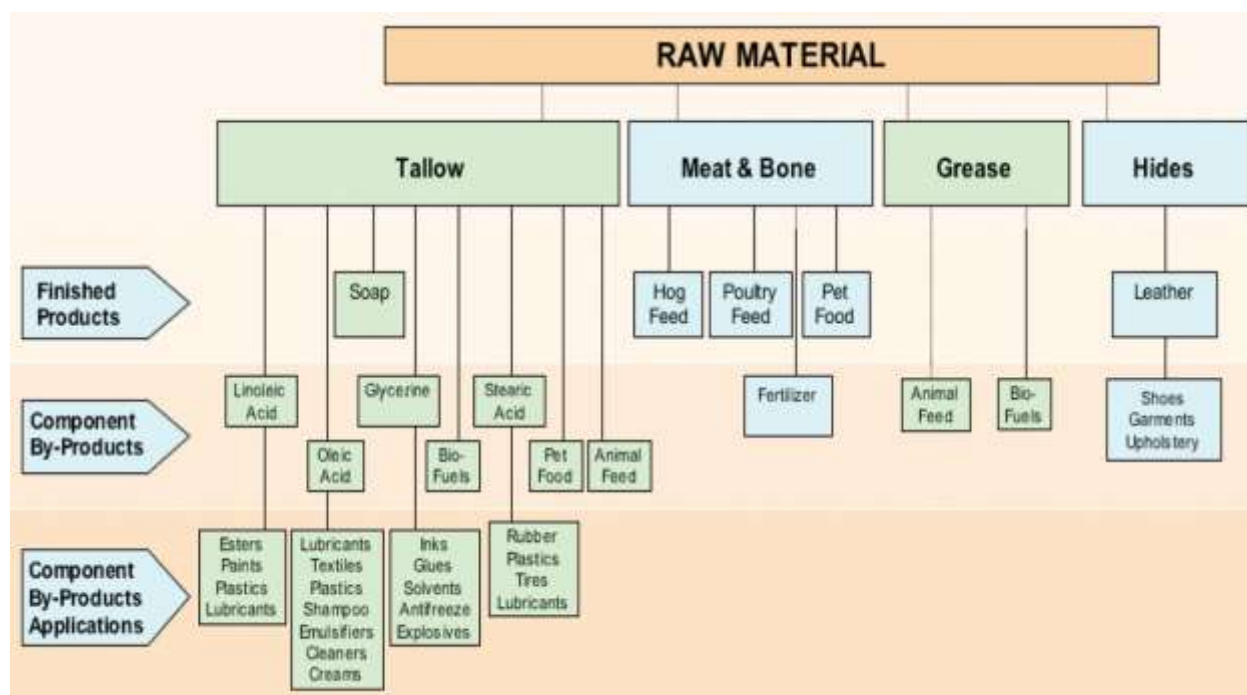 RAW MATERIAL
Tallow
Meat & Bone
Grease
Hides
Finished
Products
Soap
Hog
Feed
Poultry
Feed
Pet
Food
Leather
Component
By-Products
Linoleic
Acid
Oleic
Acid
Glycerine
Bio-
Fuels
Stearic
Acid
Pet
Food
Animal
Feed
Fertilizer
Animal
Feed
Bio-
Fuels
Shoes
Garments
Upholstery
Component
By-Products
Applications
Esters
Paints
Plastics
Lubricants
Lubricants
Textiles
Plastics
Shampoo
Emulsifiers
Cleaners
Creams
Inks
Glues
Solvents
Antifreeze
Explosives
Rubber
Plastics
Tires
Lubricants